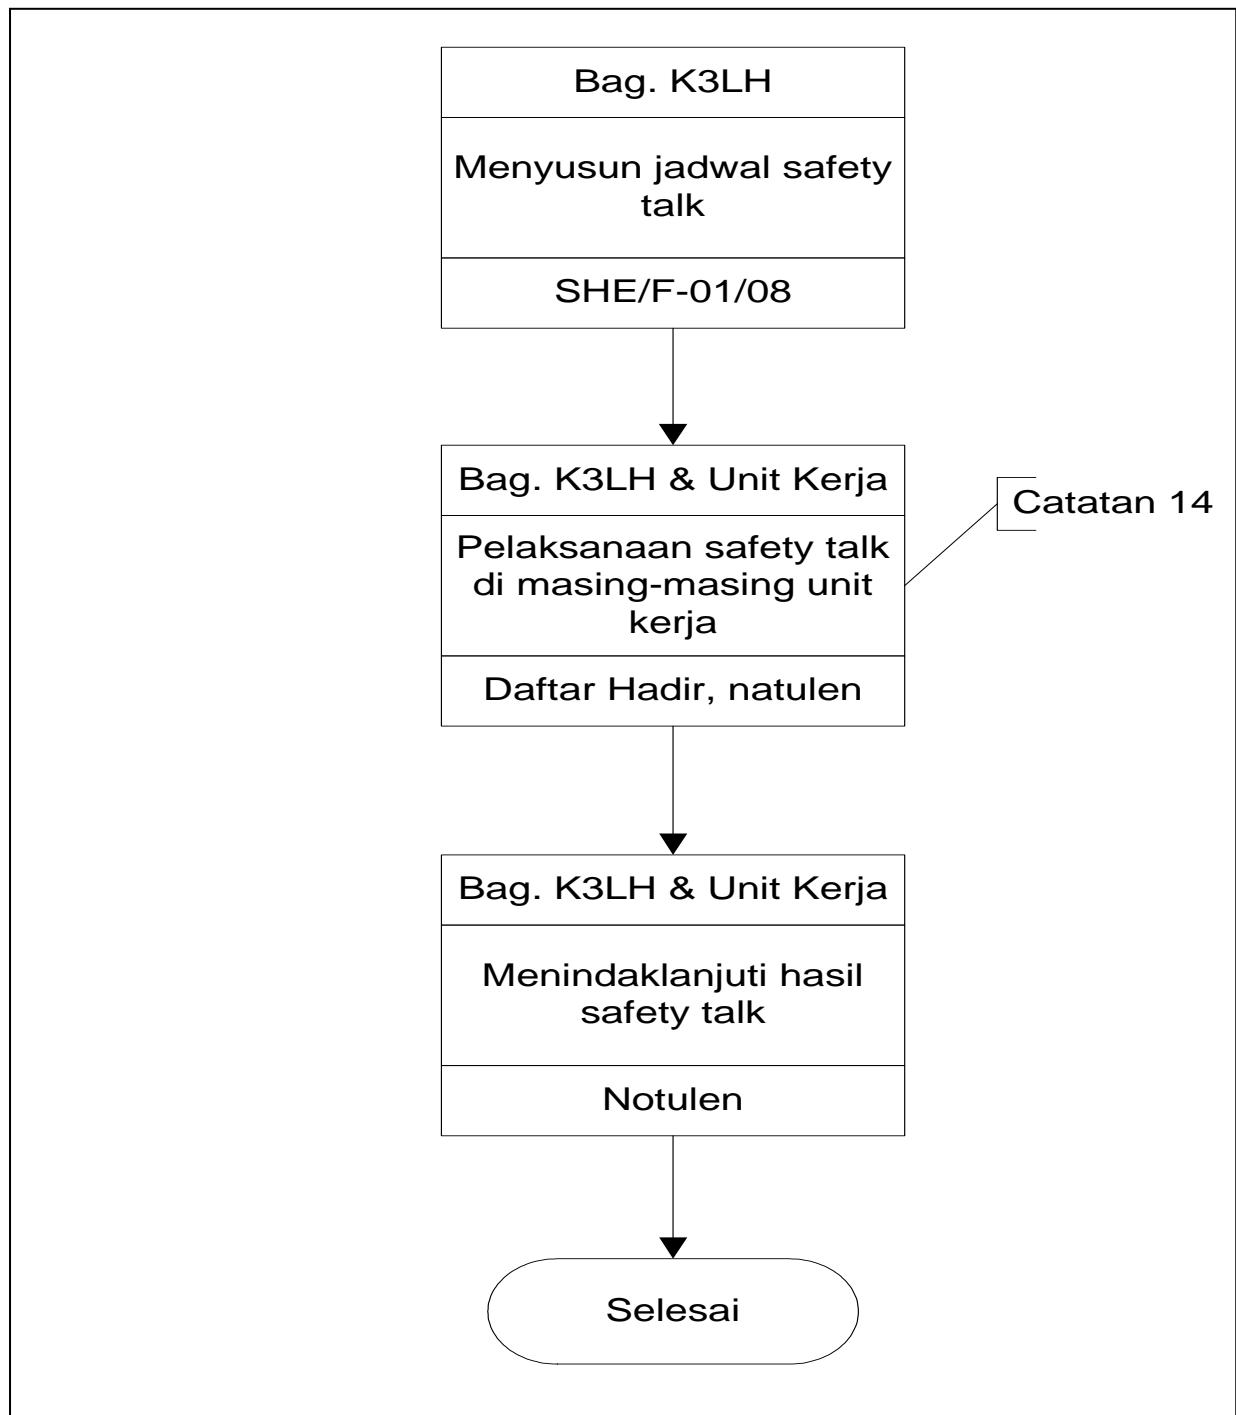 Bag. K3LH
Menyusun jadwal safety
talk
SHE/F-01/08
Bag. K3LH & Unit Kerja
Catatan 14
Pelaksanaan safety talk
di masing-masing unit
kerja
Daftar Hadir, natulen
Bag. K3LH & Unit Kerja
Menindaklanjuti hasil
safety talk
Notulen
Selesai